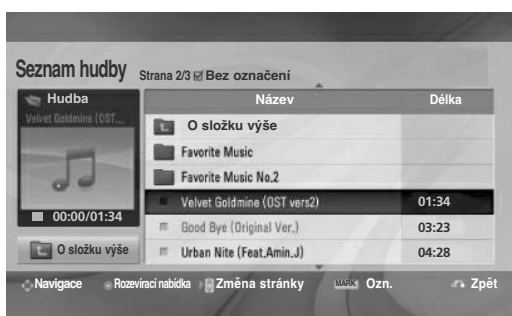 Seznam hudby Strana 2/3 Bez označení
Hudba
Velvet Goldmine (OST...
00:00/01:34
O složku výše
Název Délka
O složku výše
Favorite Music
Favorite Music No.2
Velvet Goldmine (OST vers2) 01:34
Good Bye (Original Ver.) 03:23
Urban Nite (Feat.Amin.J) 04:28
Navigace Rozevírací nabídka Změna stránky MARK Ozn. Zpět